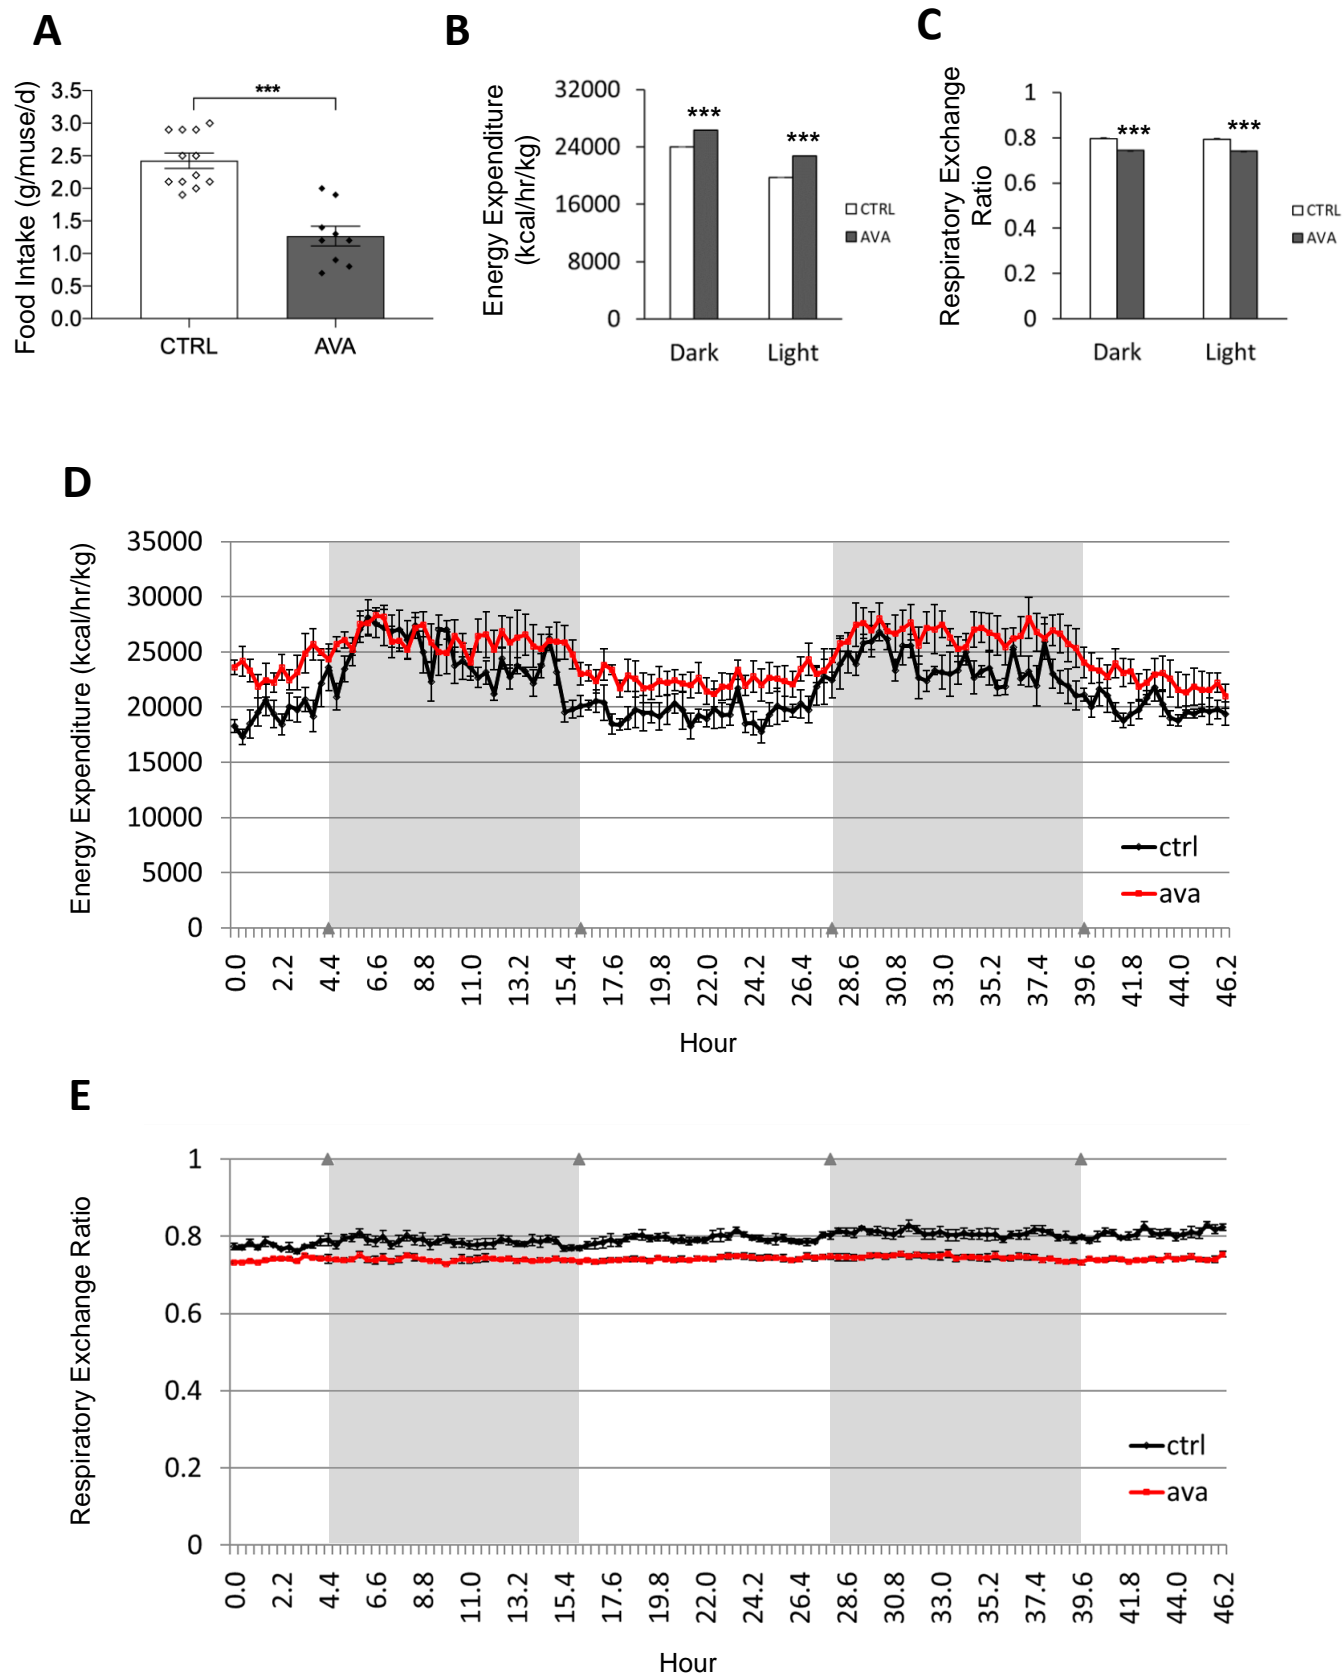 A
Food Intake (g/muse/d)
3.5
3.0
2.5
2.0
1.5
1.0
0.5
0.0
***
CTRL
AVA
B
Energy Expenditure
(kcal/hr/kg)
32000
24000
16000
8000
0
***
***
Dark
Light
CTRL
AVA
C
Respiratory Exchange
Ratio
1
0.8
0.6
0.4
0.2
0
***
***
Dark
Light
CTRL
AVA
D
Energy Expenditure (kcal/hr/kg)
35000
30000
25000
20000
15000
10000
5000
0
ctrl
ava
0.0 2.2 4.4 6.6 8.8 11.0 13.2 15.4 17.6 19.8 22.0 24.2 26.4 28.6 30.8 33.0 35.2 37.4 39.6 41.8 44.0 46.2
Hour
E
Respiratory Exchange Ratio
1
0.8
0.6
0.4
0.2
0
ctrl
ava
0.0 2.2 4.4 6.6 8.8 11.0 13.2 15.4 17.6 19.8 22.0 24.2 26.4 28.6 30.8 33.0 35.2 37.4 39.6 41.8 44.0 46.2
Hour